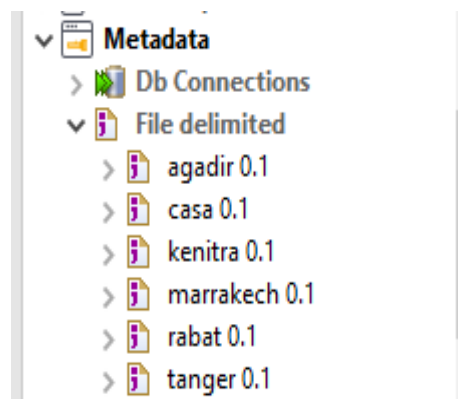 Metadata
Db Connections
File delimited
agadir 0.1
casa 0.1
kenitra 0.1
marrakech 0.1
rabat 0.1
tanger 0.1